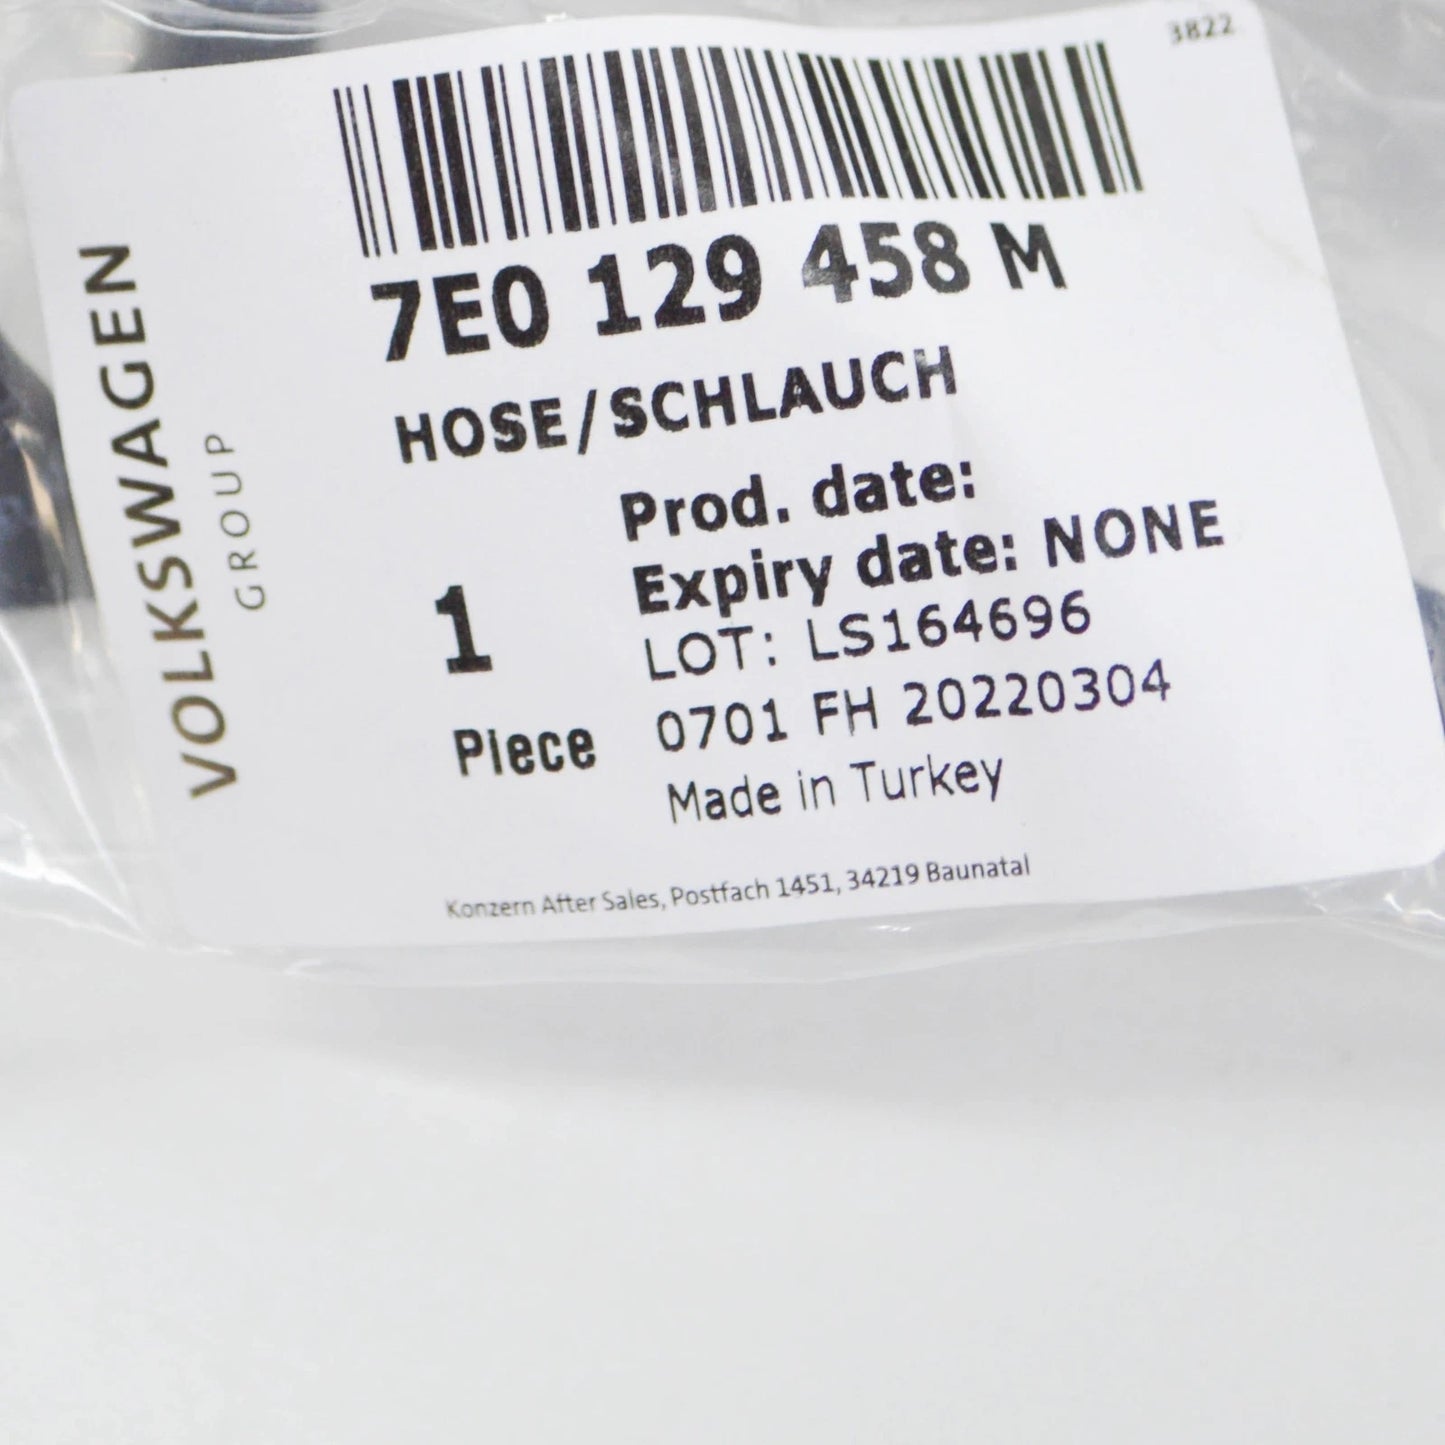 3822
7E0 129 458 M
HOSE/SCHLAUCH
Prod. date:
Expiry date: NONE
LOT: LS164696
0701 FH 20220304
Made in Turkey
1
Piece
VOLKSWAGEN
GROUP
Konzern After Sales, Postfach 1451, 34219 Baunatal